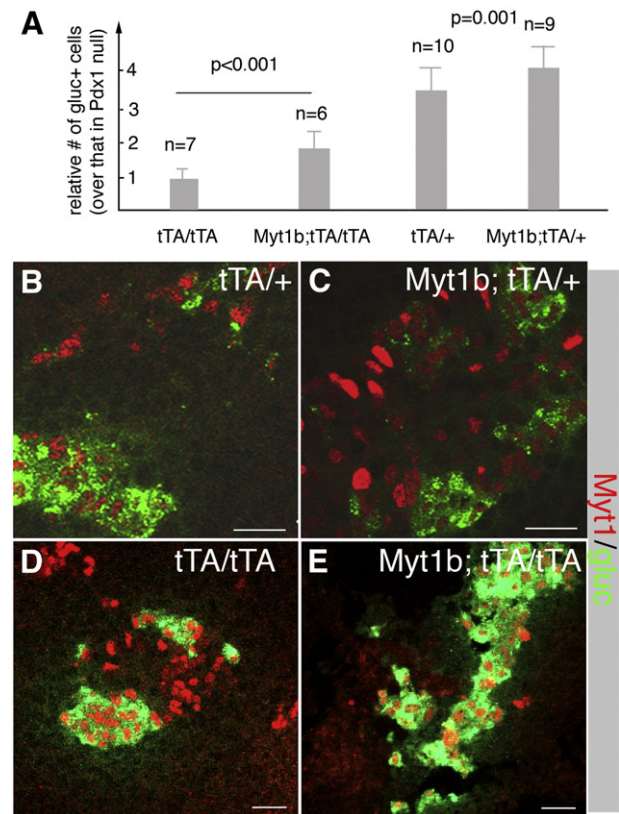 A
relative # of gluc+ cells
(over that in Pdx1 null)
4
3
2
1
p<0.001
p=0.001
n=7
n=6
n=10
n=9
tTA/tTA
Myt1b;tTA/tTA
tTA/+
Myt1b;tTA/+
B
tTA/+
C
Myt1b; tTA/+
D
tTA/tTA
E
Myt1b; tTA/tTA
Myt1/gluc